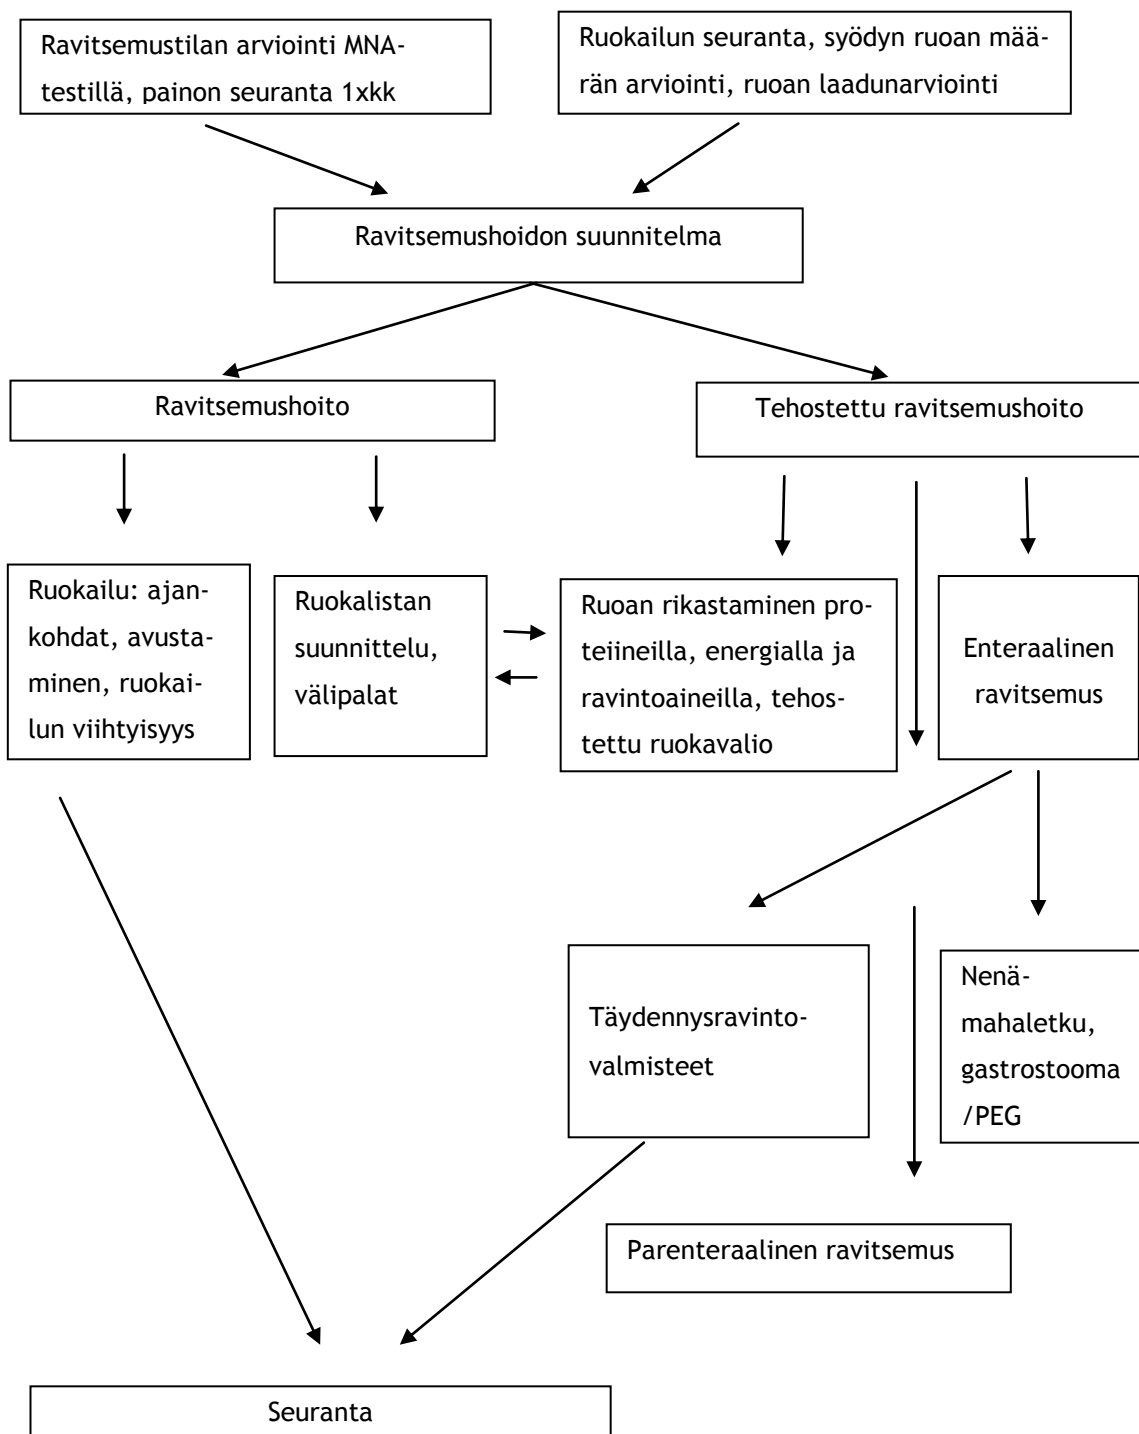 Ravitsemustilan arviointi MNA-
testillä, painon seuranta 1xkk
Ruokailun seuranta, syödyn ruoan mää-
rän arviointi, ruoan laadunarviointi
Ravitsemushoidon suunnitelma
Ravitsemushoito
Tehostettu ravitsemushoito
Ruokailu: ajan-
kohdat, avusta-
minen, ruokai-
lun viihtyisyys
Ruokalistan
suunnittelu,
välipalat
Ruoan rikastaminen pro-
teiineilla, energialla ja
ravintoaineilla, tehos-
tettu ruokavalio
Enteraalinen
ravitsemus
Täydennysravinto-
valmisteet
Nenä-
mahaletku,
gastrostooma
/PEG
Parenteraalinen ravitsemus
Seuranta